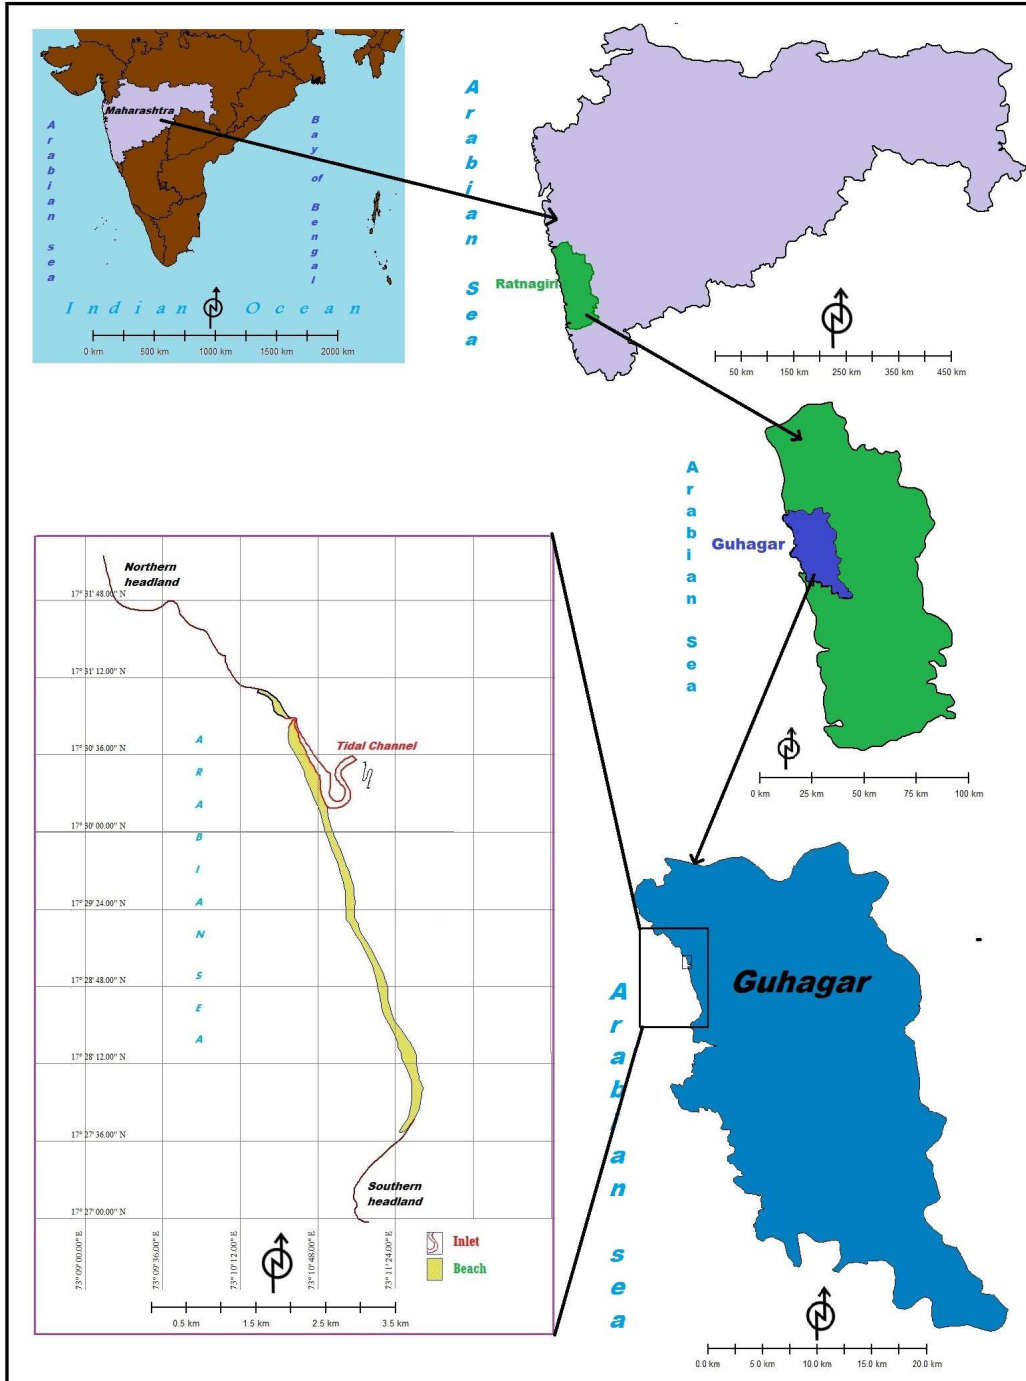 Maharashtra
Arabian sea
Bay of Bengal
Indian Ocean
N
0 km 500 km 1000 km 1500 km 2000 km
Arabian Sea
Ratnagiri
N
50 km 150 km 250 km 350 km 450 km
Arabian Sea
Guhagar
N
0 km 25 km 50 km 75 km 100 km
Northern
headland
17° 31' 48.00" N
17° 31' 12.00" N
17° 30' 36.00" N
17° 30' 00.00" N
17° 29' 24.00" N
17° 28' 48.00" N
17° 28' 12.00" N
17° 27' 36.00" N
17° 27' 00.00" N
ARABIAN SEA
Tidal Channel
Southern
headland
73° 09' 00.00" E
73° 09' 36.00" E
73° 10' 12.00" E
73° 10' 48.00" E
73° 11' 24.00" E
N
Inlet
Beach
0.5 km 1.5 km 2.5 km 3.5 km
Guhagar
Arabian sea
N
0.0 km 5.0 km 10.0 km 15.0 km 20.0 km